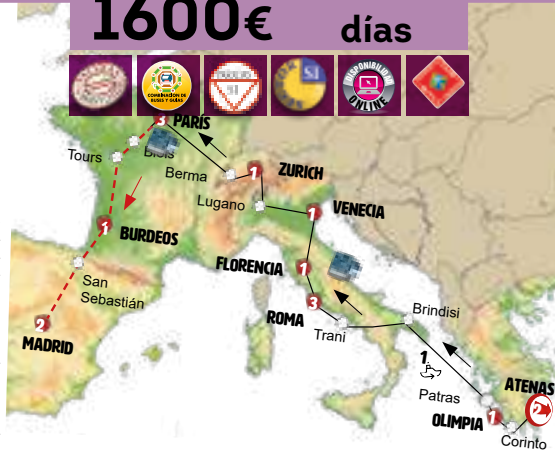 1600€ días
COMBINACIÓN DE
BUSES Y GUÍAS
SI
SI
DISPONIBILIDAD
ONLINE
3 PARÍS
Tours
Blois
Berma
1 ZURICH
Lugano
1 VENECIA
1 BURDEOS
FLORENCIA 1
San
Sebastián
ROMA 3
Trani
Brindisi
2
MADRID
1
Patras
ATENAS
2
OLIMPIA 1
Corinto